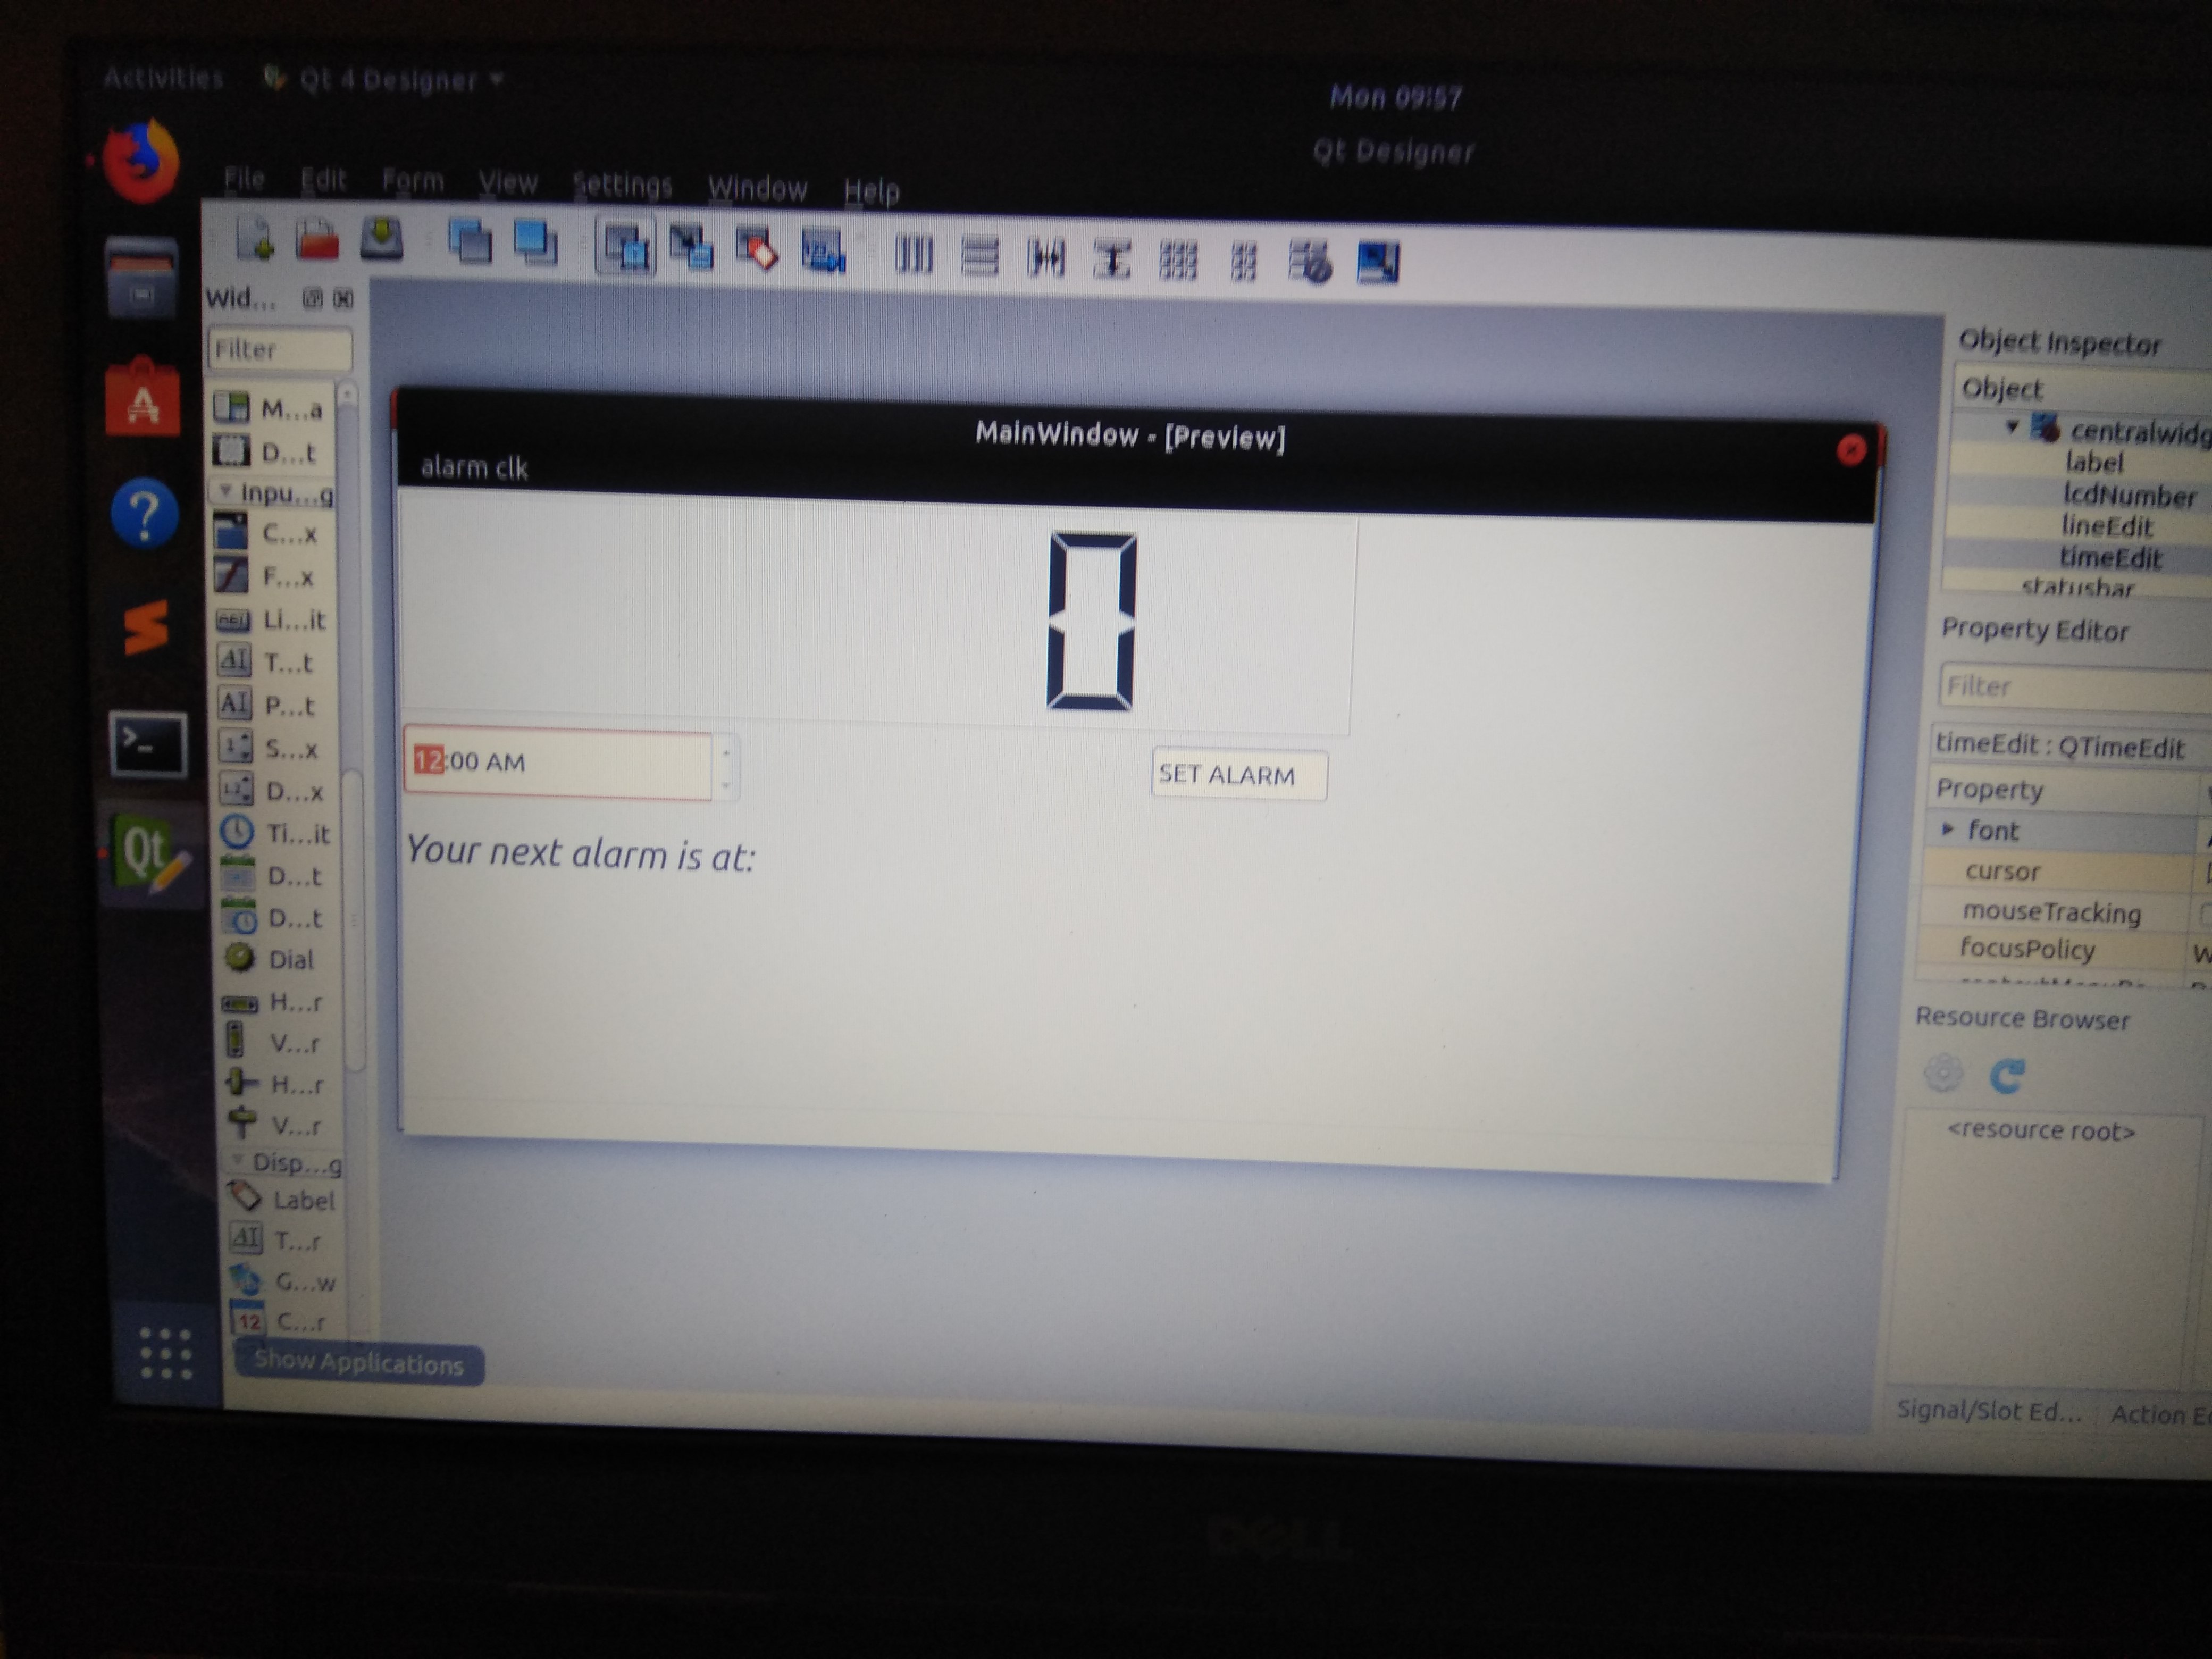 Activities Qt 4 Designer
Mon 09:57
Qt Designer
File Edit Form View Settings Window Help
Wid...
Filter
M...a
D...t
Inpu...g
C...x
F...x
Li...it
T...t
P...t
S...x
D...x
Ti...it
D...t
D...t
Dial
H...r
V...r
H...r
V...r
Disp...g
Label
T...r
G...w
12 C...r
Show Applications
MainWindow - [Preview]
alarm clk
0
12:00 AM
SET ALARM
Your next alarm is at:
Object Inspector
Object
centralwidg
label
lcdNumber
lineEdit
timeEdit
statusbar
Property Editor
Filter
timeEdit : QTimeEdit
Property
font
cursor
mouseTracking
focusPolicy W
Resource Browser
<resource root>
Signal/Slot Ed... Action E
DELL